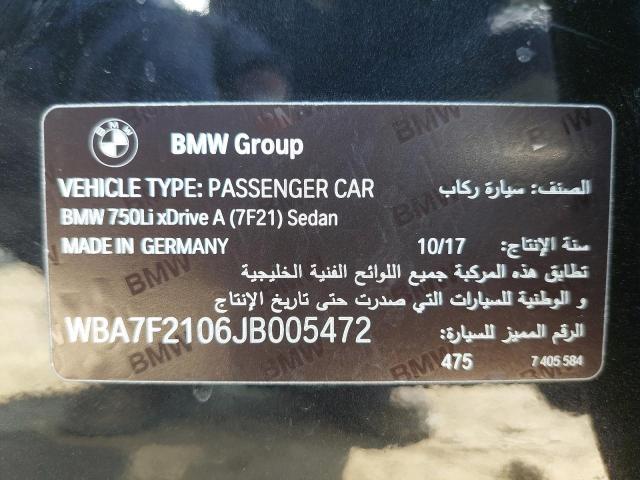 BMW Group
VEHICLE TYPE: PASSENGER CAR الصنف: سيارة ركاب
BMW 750Li xDrive A (7F21) Sedan
MADE IN GERMANY 10/17 سنة الإنتاج:
تطابق هذه المركبة جميع اللوائح الفنية الخليجية
و الوطنية للسيارات التي صدرت حتى تاريخ الإنتاج
WBA7F2106JB005472 الرقم المميز للسيارة:
475 7 405 584